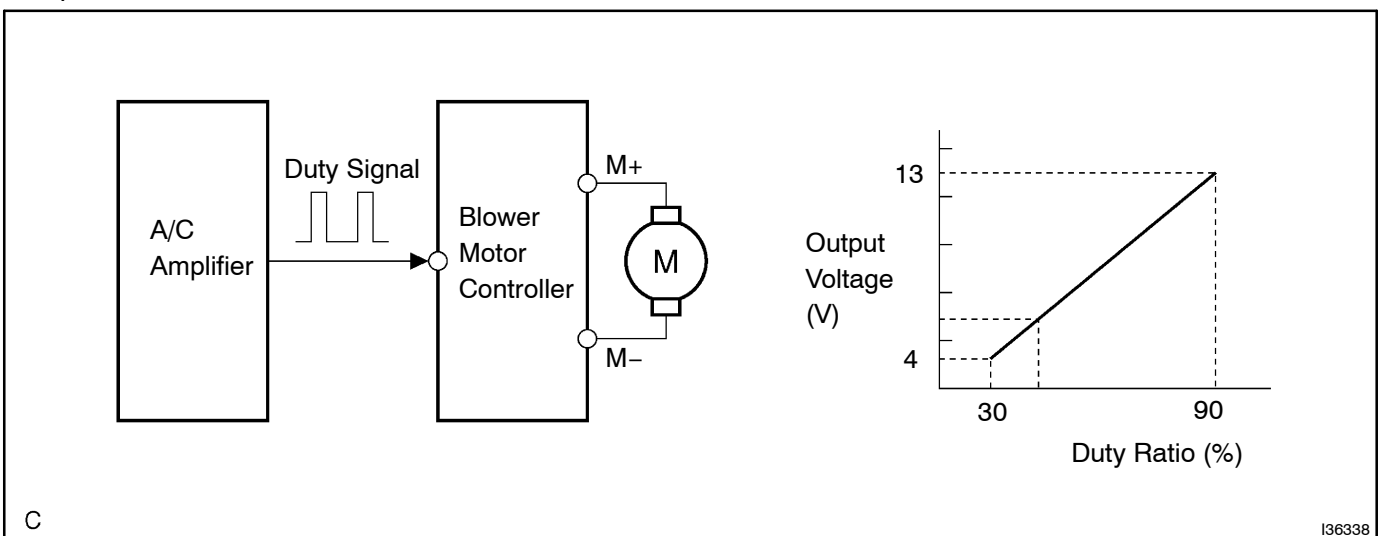 A/C
Amplifier
Duty Signal
Blower
Motor
Controller
M+
M
M−
Output
Voltage
(V)
13
4
30
90
Duty Ratio (%)
C
I36338